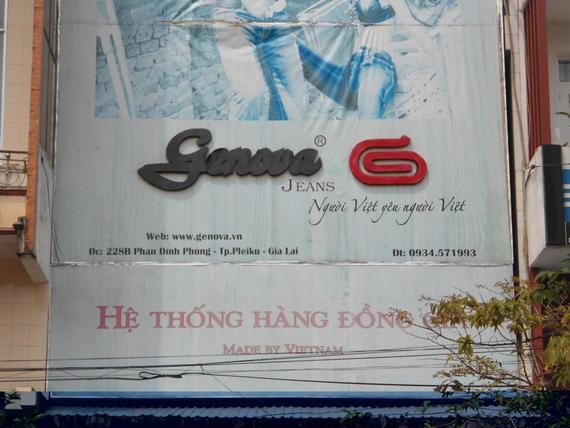 Genova®
JEANS
Người Việt yêu người Việt
Web: www.genova.vn
Đc: 228B Phan Đình Phùng - Tp.Pleiku - Gia Lai
Đt: 0934.571993
HỆ THỐNG HÀNG ĐỒNG
MADE BY VIETNAM